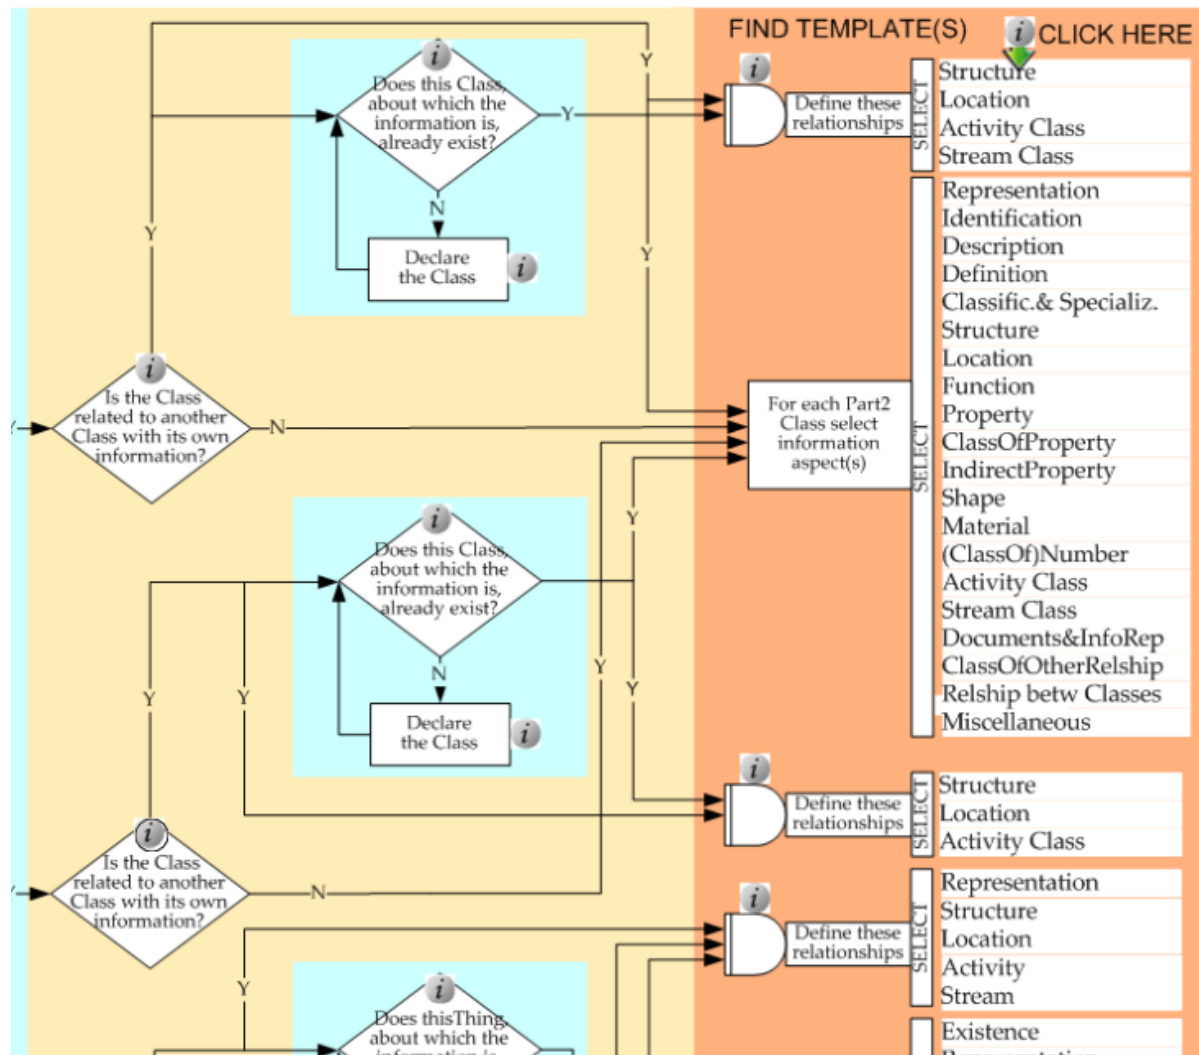 FIND TEMPLATE(S)
i CLICK HERE
i
Does this Class,
about which the
information is,
already exist?
Y
Y
N
Declare
the Class
i
Y
Y
i
Define these
relationships
SELECT
Structure
Location
Activity Class
Stream Class
i
Is the Class
related to another
Class with its own
information?
N
For each Part2
Class select
information
aspect(s)
SELECT
Representation
Identification
Description
Definition
Classific.& Specializ.
Structure
Location
Function
Property
ClassOfProperty
IndirectProperty
Shape
Material
(ClassOf)Number
Activity Class
Stream Class
Documents&InfoRep
ClassOfOtherRelship
Relship betw Classes
Miscellaneous
i
Does this Class,
about which the
information is,
already exist?
Y
N
Y
Y
Y
Y
Declare
the Class
i
i
Define these
relationships
SELECT
Structure
Location
Activity Class
i
Is the Class
related to another
Class with its own
information?
N
i
Define these
relationships
SELECT
Representation
Structure
Location
Activity
Stream
Y
i
Does thisThing,
about which the
Existence